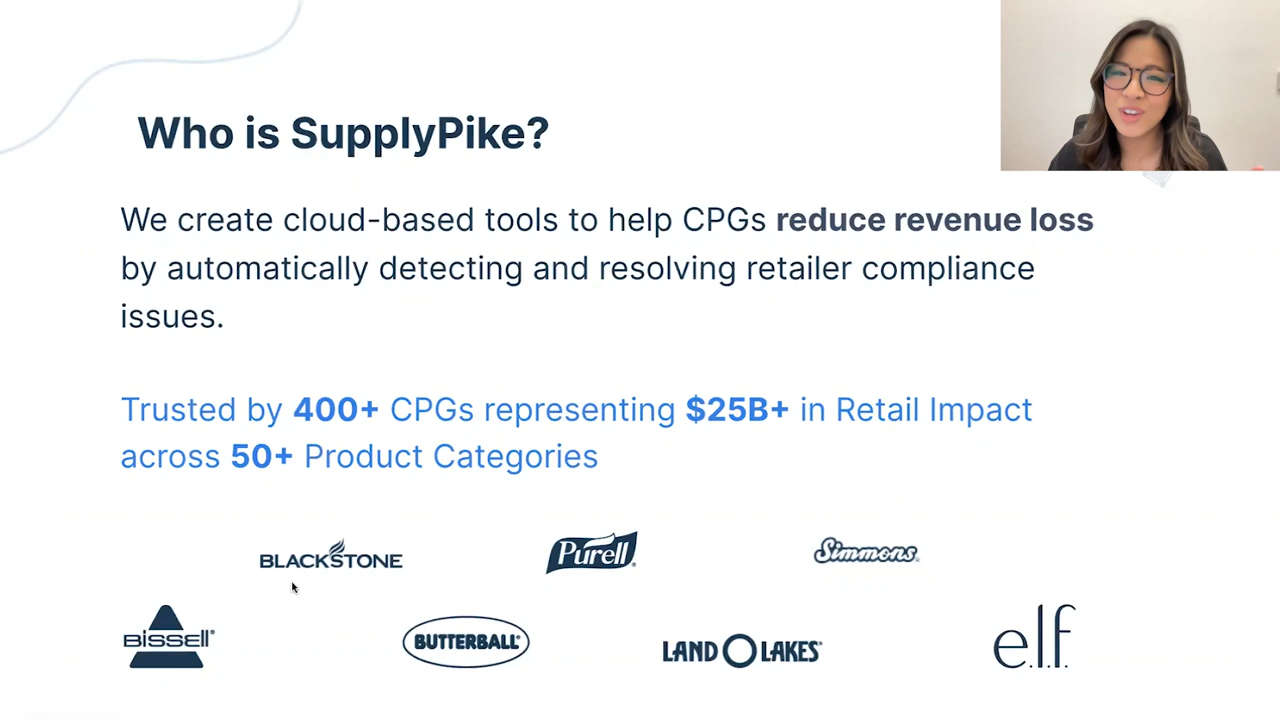 Who is SupplyPike?
We create cloud-based tools to help CPGs reduce revenue loss
by automatically detecting and resolving retailer compliance
issues.
Trusted by 400+ CPGs representing $25B+ in Retail Impact
across 50+ Product Categories
BLACKSTONE
Purell®
Simmons®
BISSELL®
BUTTERBALL®
LAND O LAKES®
e.l.f.